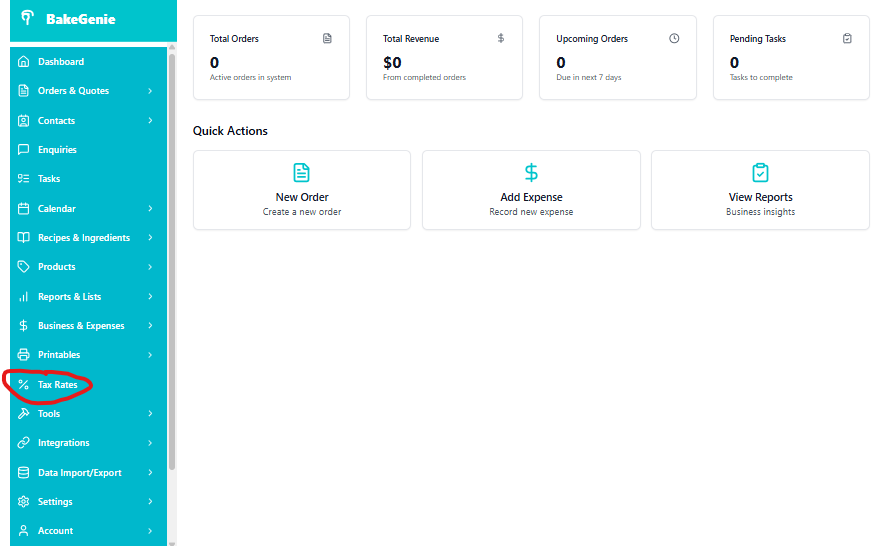 BakeGenie
Dashboard
Orders & Quotes
Contacts
Enquiries
Tasks
Calendar
Recipes & Ingredients
Products
Reports & Lists
Business & Expenses
Printables
Tax Rates
Tools
Integrations
Data Import/Export
Settings
Account
Total Orders
0
Active orders in system
Total Revenue
$0
From completed orders
Upcoming Orders
0
Due in next 7 days
Pending Tasks
0
Tasks to complete
Quick Actions
New Order
Create a new order
Add Expense
Record new expense
View Reports
Business insights